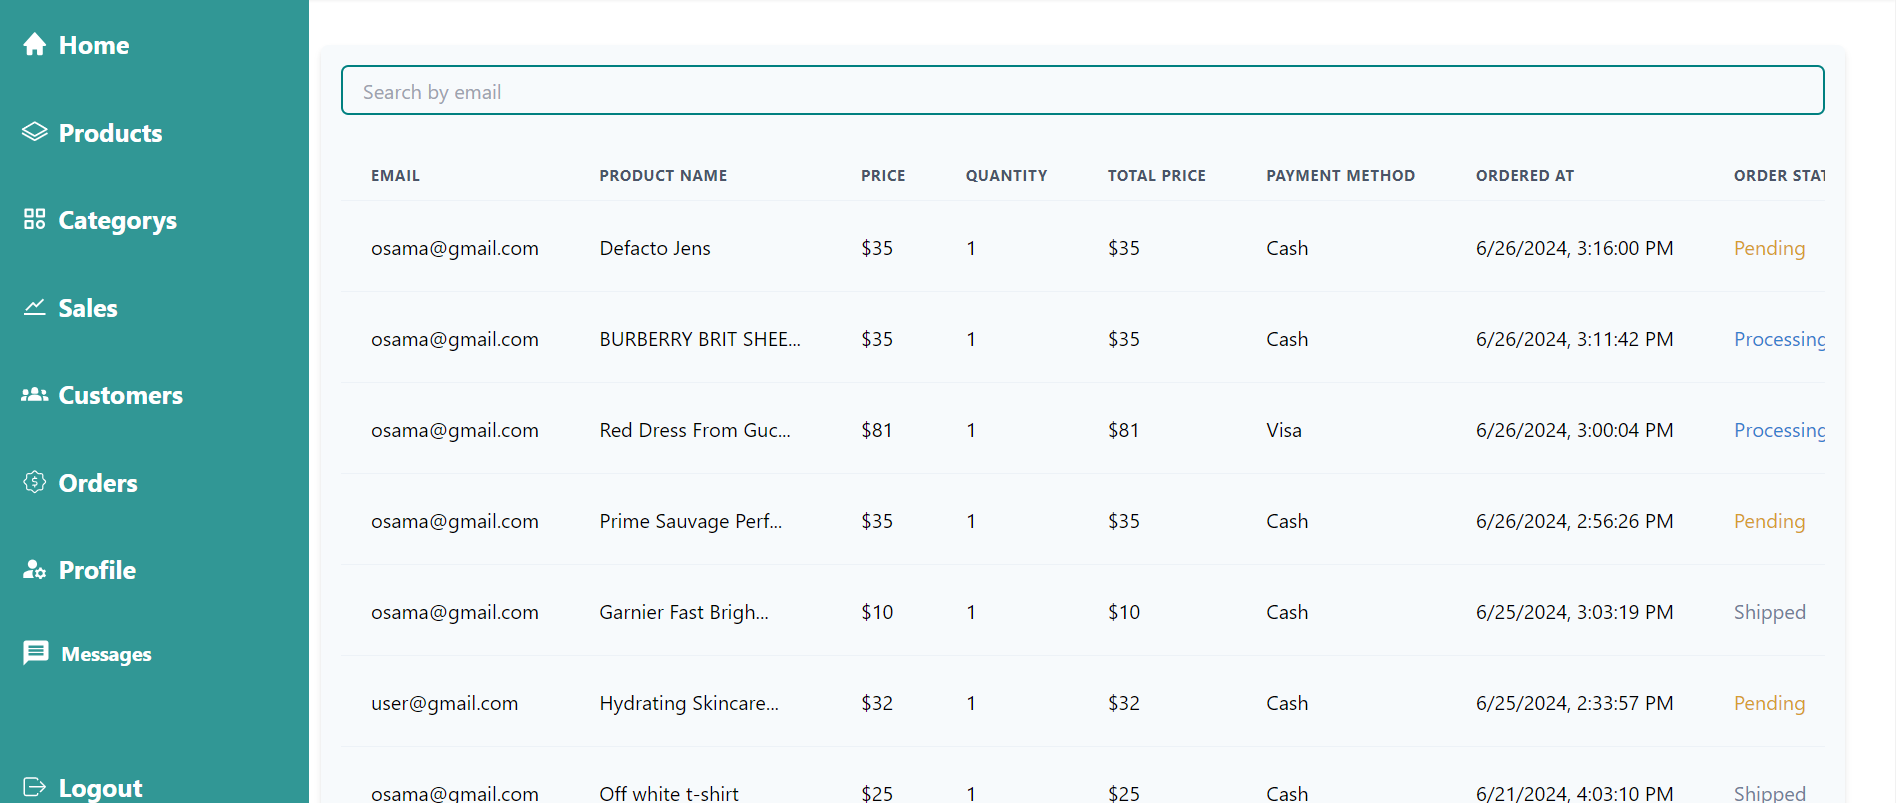 Home
Products
Categorys
Sales
Customers
Orders
Profile
Messages
Logout
Search by email
EMAIL PRODUCT NAME PRICE QUANTITY TOTAL PRICE PAYMENT METHOD ORDERED AT ORDER STAT
osama@gmail.com Defacto Jens $35 1 $35 Cash 6/26/2024, 3:16:00 PM Pending
osama@gmail.com BURBERRY BRIT SHEE... $35 1 $35 Cash 6/26/2024, 3:11:42 PM Processing
osama@gmail.com Red Dress From Guc... $81 1 $81 Visa 6/26/2024, 3:00:04 PM Processing
osama@gmail.com Prime Sauvage Perf... $35 1 $35 Cash 6/26/2024, 2:56:26 PM Pending
osama@gmail.com Garnier Fast Brigh... $10 1 $10 Cash 6/25/2024, 3:03:19 PM Shipped
user@gmail.com Hydrating Skincare... $32 1 $32 Cash 6/25/2024, 2:33:57 PM Pending
osama@gmail.com Off white t-shirt $25 1 $25 Cash 6/21/2024, 4:03:10 PM Shipped